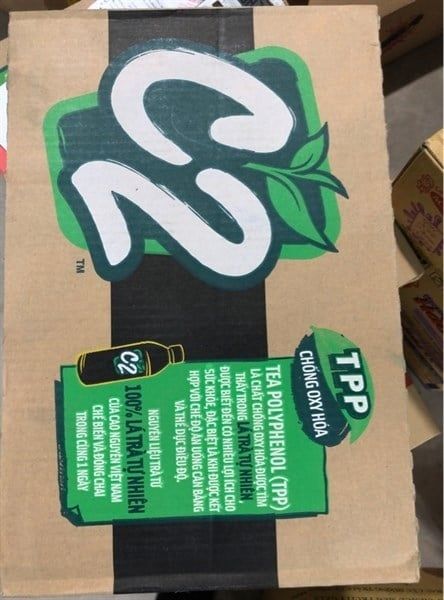 C2
TM
TPP
CHỐNG OXY HÓA
TEA POLYPHENOL (TPP)
LÀ CHẤT CHỐNG OXY HÓA ĐƯỢC TÌM
THẤY TRONG LÁ TRÀ TỰ NHIÊN,
ĐƯỢC BIẾT ĐẾN CÓ NHIỀU LỢI ÍCH CHO
SỨC KHỎE, ĐẶC BIỆT LÀ KHI ĐƯỢC KẾT
HỢP VỚI CHẾ ĐỘ ĂN UỐNG CÂN BẰNG
VÀ THỂ DỤC ĐIỀU ĐỘ.
C2
NGUYÊN LIỆU TRÀ TỪ
100% LÁ TRÀ TỰ NHIÊN
CỦA CAO NGUYÊN VIỆT NAM
CHẾ BIẾN VÀ ĐÓNG CHAI
TRONG CÙNG 1 NGÀY